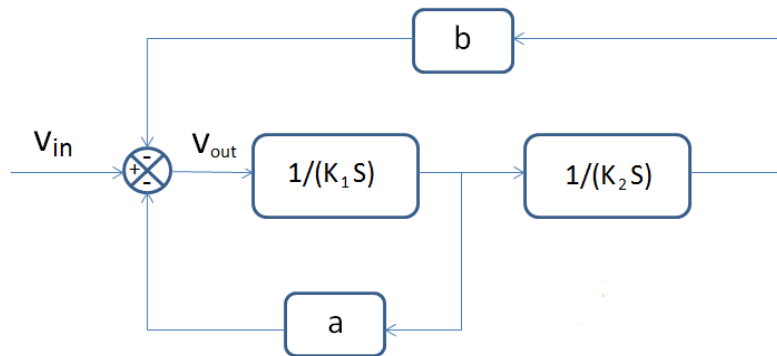 b
Vin
+
-
-
Vout
1/(K₁S)
1/(K₂S)
a